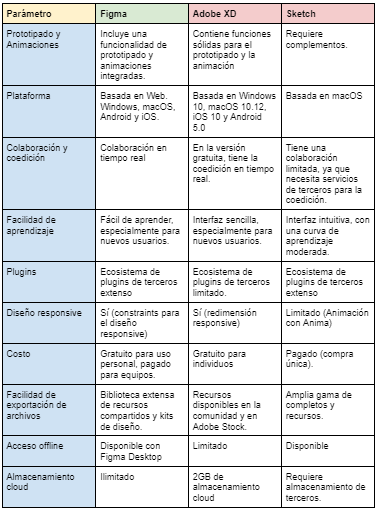 Parámetro
Figma
Adobe XD
Sketch
Prototipado y
Animaciones
Incluye una
funcionalidad de
prototipado y
animaciones
integradas.
Contiene funciones
sólidas para el
prototipado y la
animación
Requiere
complementos.
Plataforma
Basada en Web.
Windows, macOS,
Android y iOS.
Basada en Windows
10, macOS 10.12,
iOS 10 y Android
5.0
Basada en macOS
Colaboración y
coedición
Colaboración en
tiempo real
En la versión
gratuita, tiene la
coedición en tiempo
real.
Tiene una
colaboración
limitada, ya que
necesita servicios
de terceros para la
coedición.
Facilidad de
aprendizaje
Fácil de aprender,
especialmente para
nuevos usuarios.
Interfaz sencilla,
especialmente para
nuevos usuarios.
Interfaz intuitiva, con
una curva de
aprendizaje
moderada.
Plugins
Ecosistema de
plugins de terceros
extenso
Ecosistema de
plugins de terceros
limitado.
Ecosistema de
plugins de terceros
extenso
Diseño responsive
Sí (constraints para
el diseño
responsive)
Sí (redimensión
responsive)
Limitado (Animación
con Anima)
Costo
Gratuito para uso
personal, pagado
para equipos.
Gratuito para
individuos
Pagado (compra
única).
Facilidad de
exportación de
archivos
Biblioteca extensa
de recursos
compartidos y kits
de diseño.
Recursos
disponibles en la
comunidad y en
Adobe Stock.
Amplia gama de
completos y
recursos.
Acceso offline
Disponible con
Figma Desktop
Limitado
Disponible
Almacenamiento
cloud
Ilimitado
2GB de
almacenamiento
cloud
Requiere
almacenamiento de
terceros.